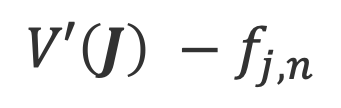 V′(J) − f_{j,n}